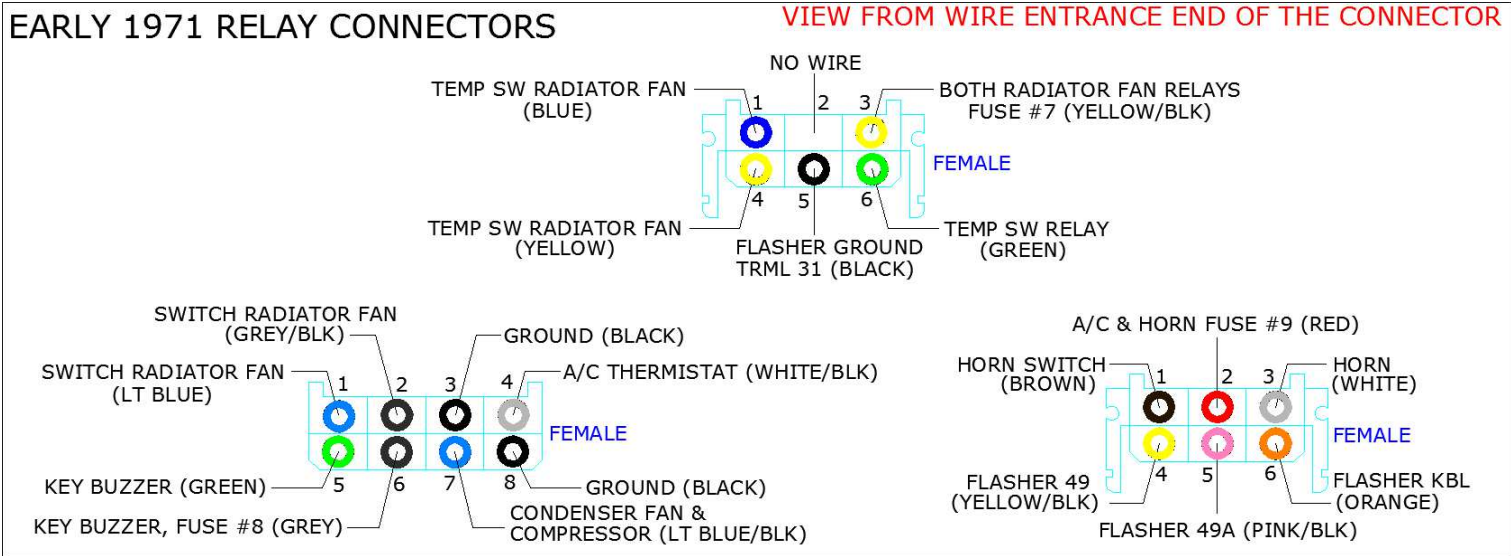 EARLY 1971 RELAY CONNECTORS
VIEW FROM WIRE ENTRANCE END OF THE CONNECTOR
NO WIRE
TEMP SW RADIATOR FAN
(BLUE)
1
2
3
BOTH RADIATOR FAN RELAYS
FUSE #7 (YELLOW/BLK)
FEMALE
4
5
6
TEMP SW RADIATOR FAN
(YELLOW)
FLASHER GROUND
TRML 31 (BLACK)
TEMP SW RELAY
(GREEN)
SWITCH RADIATOR FAN
(GREY/BLK)
GROUND (BLACK)
SWITCH RADIATOR FAN
(LT BLUE)
1
2
3
4
A/C THERMISTAT (WHITE/BLK)
FEMALE
KEY BUZZER (GREEN)
5
6
7
8
GROUND (BLACK)
KEY BUZZER, FUSE #8 (GREY)
CONDENSER FAN &
COMPRESSOR (LT BLUE/BLK)
A/C & HORN FUSE #9 (RED)
HORN SWITCH
(BROWN)
1
2
3
HORN
(WHITE)
FEMALE
4
5
6
FLASHER 49
(YELLOW/BLK)
FLASHER KBL
(ORANGE)
FLASHER 49A (PINK/BLK)